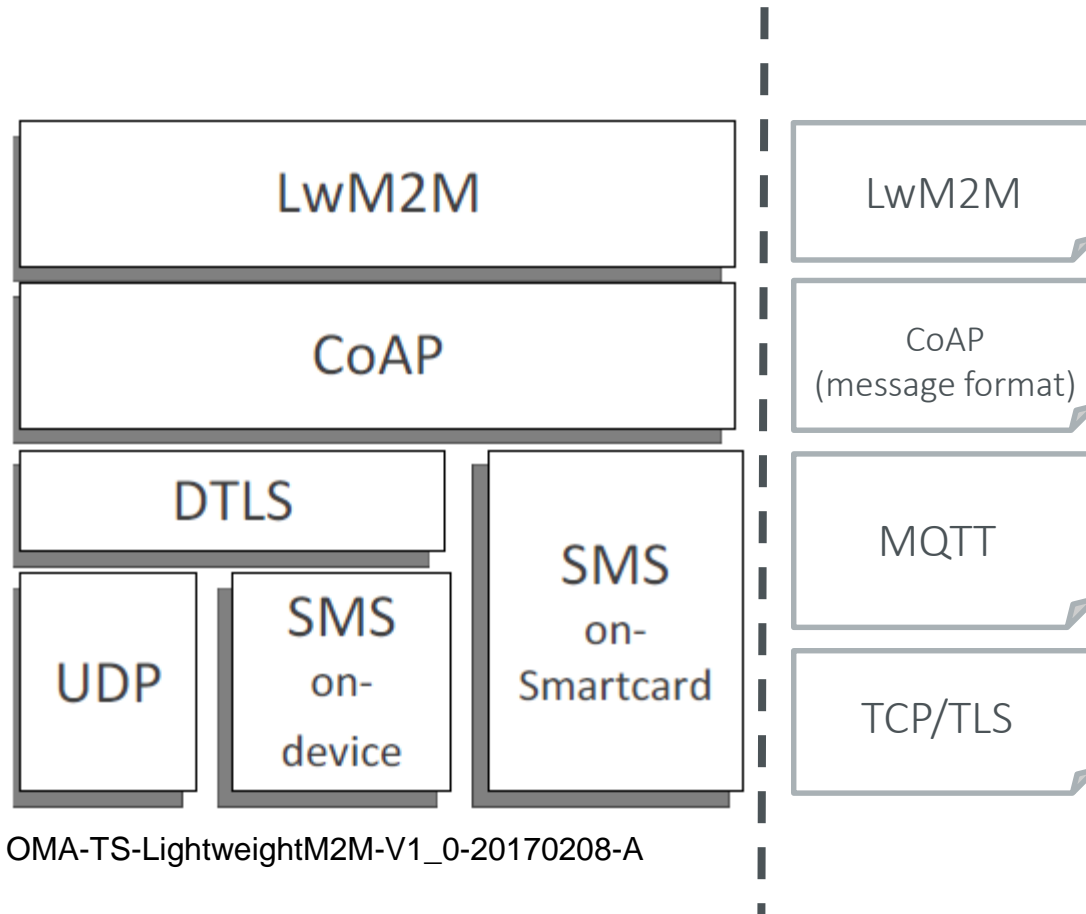 LwM2M
CoAP
DTLS
UDP
SMS
on-
device
SMS
on-
Smartcard
OMA-TS-LightweightM2M-V1_0-20170208-A
LwM2M
CoAP
(message format)
MQTT
TCP/TLS